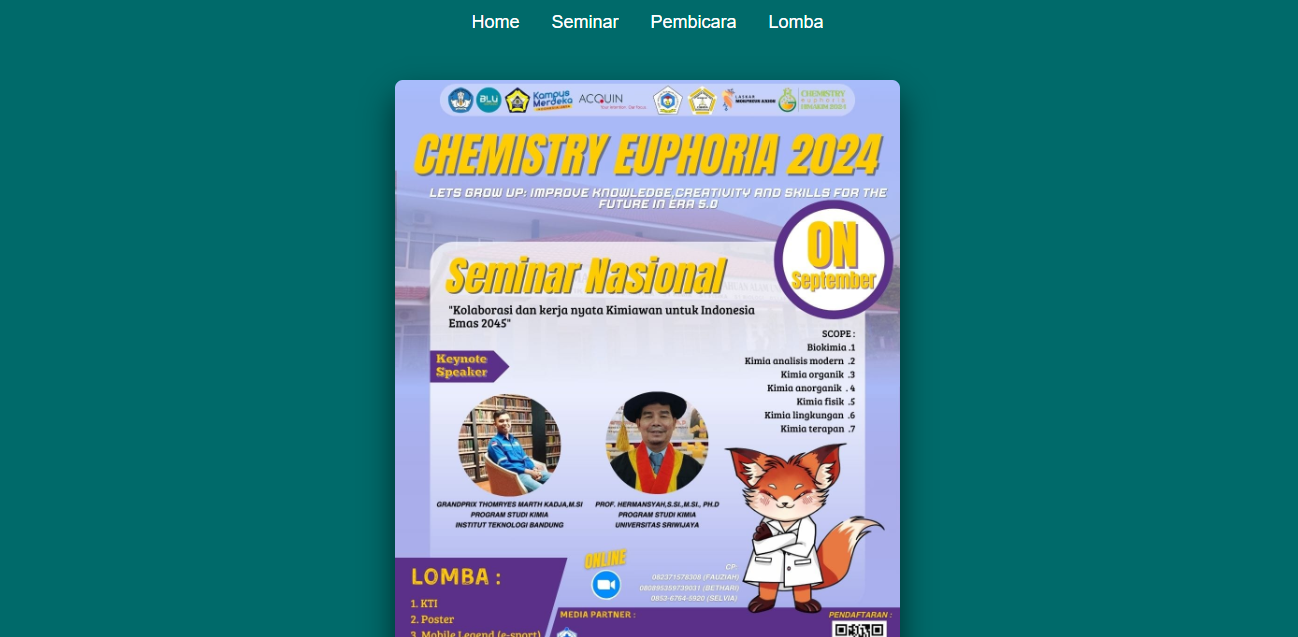 Home Seminar Pembicara Lomba
BLU Kampus Merdeka ACQUIN CHEMISTRY
CHEMISTRY EUPHORIA 2024
LETS GROW UP: IMPROVE KNOWLEDGE,CREATIVITY AND SKILLS FOR THE
FUTURE IN ERA 5.0
ON
September
Seminar Nasional
"Kolaborasi dan kerja nyata Kimiawan untuk Indonesia
Emas 2045"
SCOPE :
Biokimia .1
Kimia analisis modern .2
Kimia organik .3
Kimia anorganik . 4
Kimia fisik .5
Kimia lingkungan .6
Kimia terapan .7
Keynote
Speaker
GRANDPRIX THOMRYES MARTH KADJA,M.SI
PROGRAM STUDI KIMIA
INSTITUT TEKNOLOGI BANDUNG
PROF. HERMANSYAH,S.SI.,M.SI., PH.D
PROGRAM STUDI KIMIA
UNIVERSITAS SRIWIJAYA
LOMBA :
1. KTI
2. Poster
3. Mobile Legend (e-sport)
ONLINE
CP:
082371578308 (FAUZIAH)
080895359739031 (BETHARI)
0853-6764-5920 (SELVIA)
MEDIA PARTNER :
PENDAFTARAN :